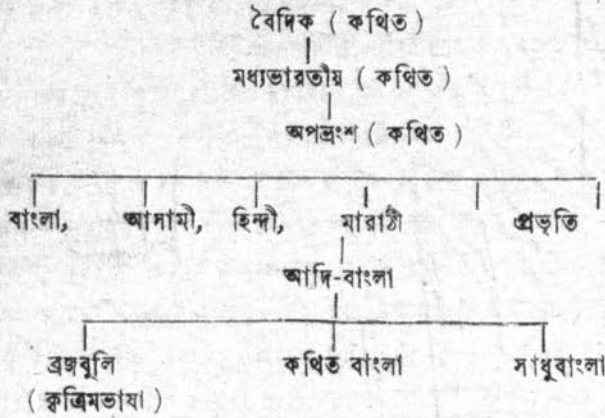 বৈদিক ( কথিত )
মধ্যভারতীয় ( কথিত )
অপভ্রংশ ( কথিত )
বাংলা, আসামী, হিন্দী, মারাঠী প্রভৃতি
আদি-বাংলা
ব্রজবুলি কথিত বাংলা সাধুবাংলা
( কৃত্রিমভাষা )